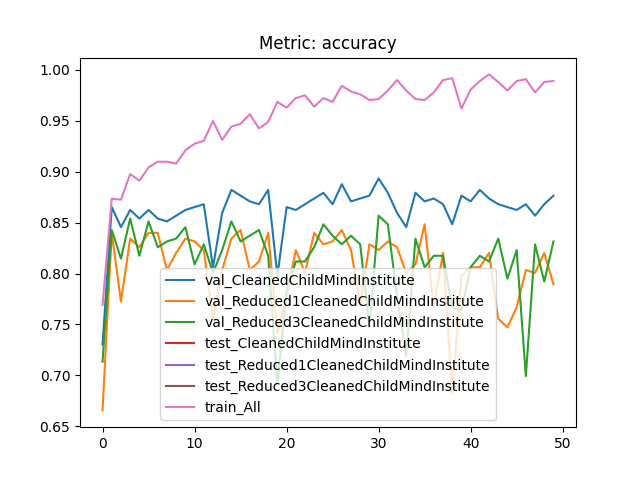 Metric: accuracy
1.00
0.95
0.90
0.85
0.80
0.75
0.70
0.65
0
10
20
30
40
50
val_CleanedChildMindInstitute
val_Reduced1CleanedChildMindInstitute
val_Reduced3CleanedChildMindInstitute
test_CleanedChildMindInstitute
test_Reduced1CleanedChildMindInstitute
test_Reduced3CleanedChildMindInstitute
train_All